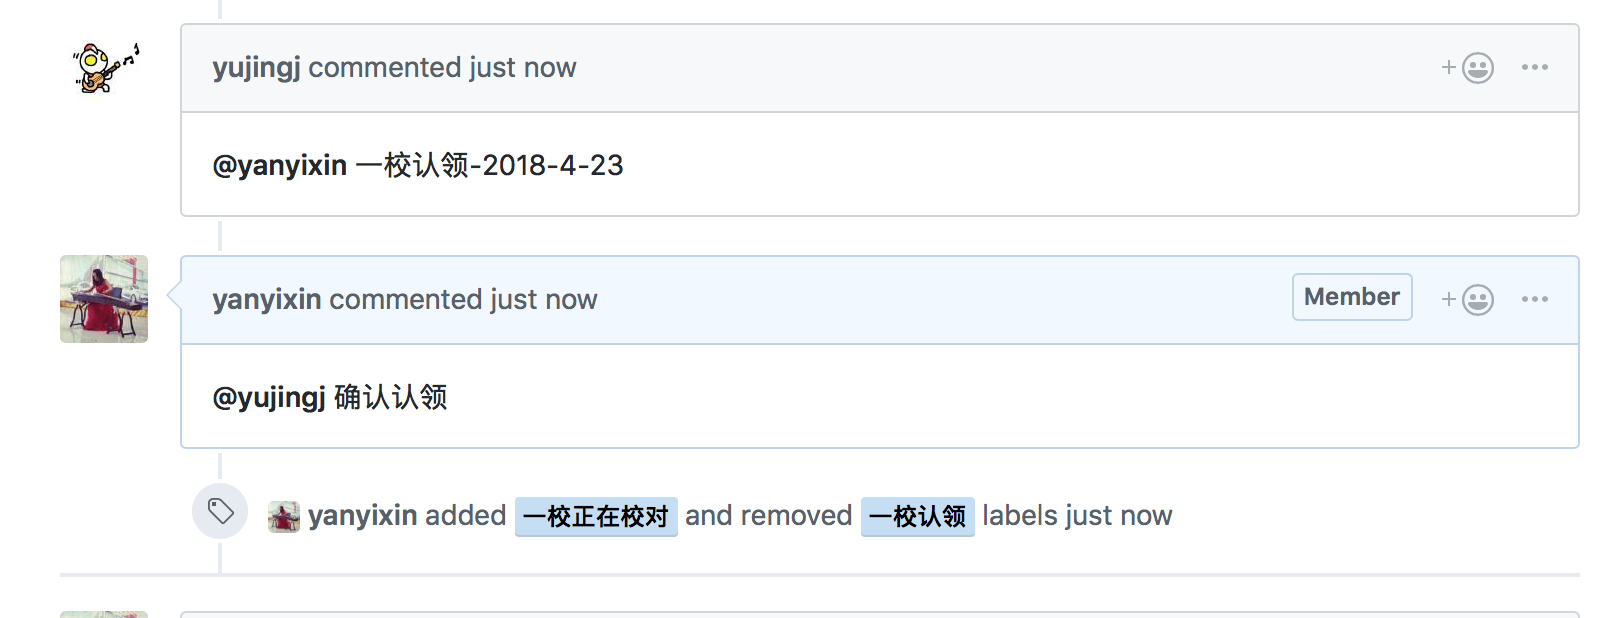 yujingj commented just now
@yanyixin 一校认领-2018-4-23
yanyixin commented just now Member
@yujingj 确认认领
yanyixin added 一校正在校对 and removed 一校认领 labels just now